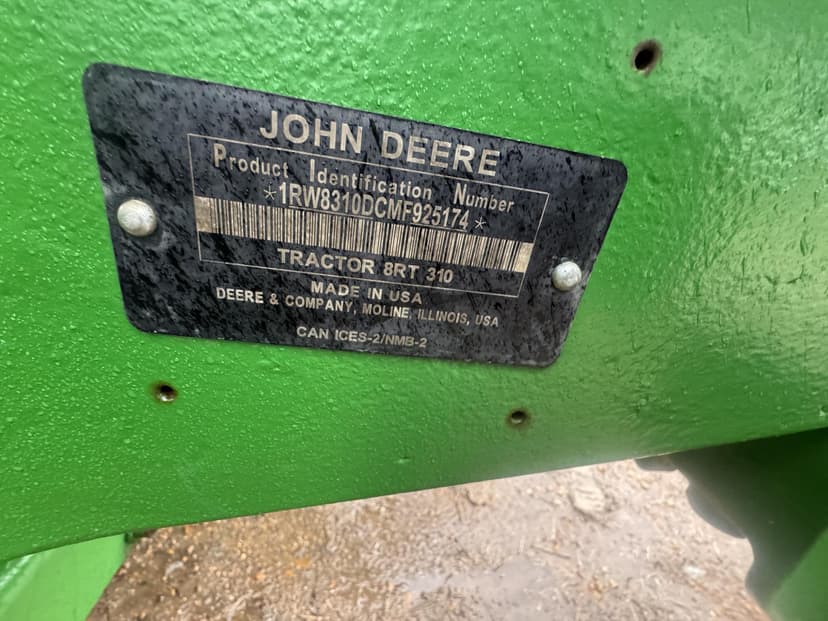 JOHN DEERE
Product Identification Number
*1RW8310DCMF925174*
TRACTOR 8RT 310
MADE IN USA
DEERE & COMPANY, MOLINE, ILLINOIS, USA
CAN ICES-2/NMB-2